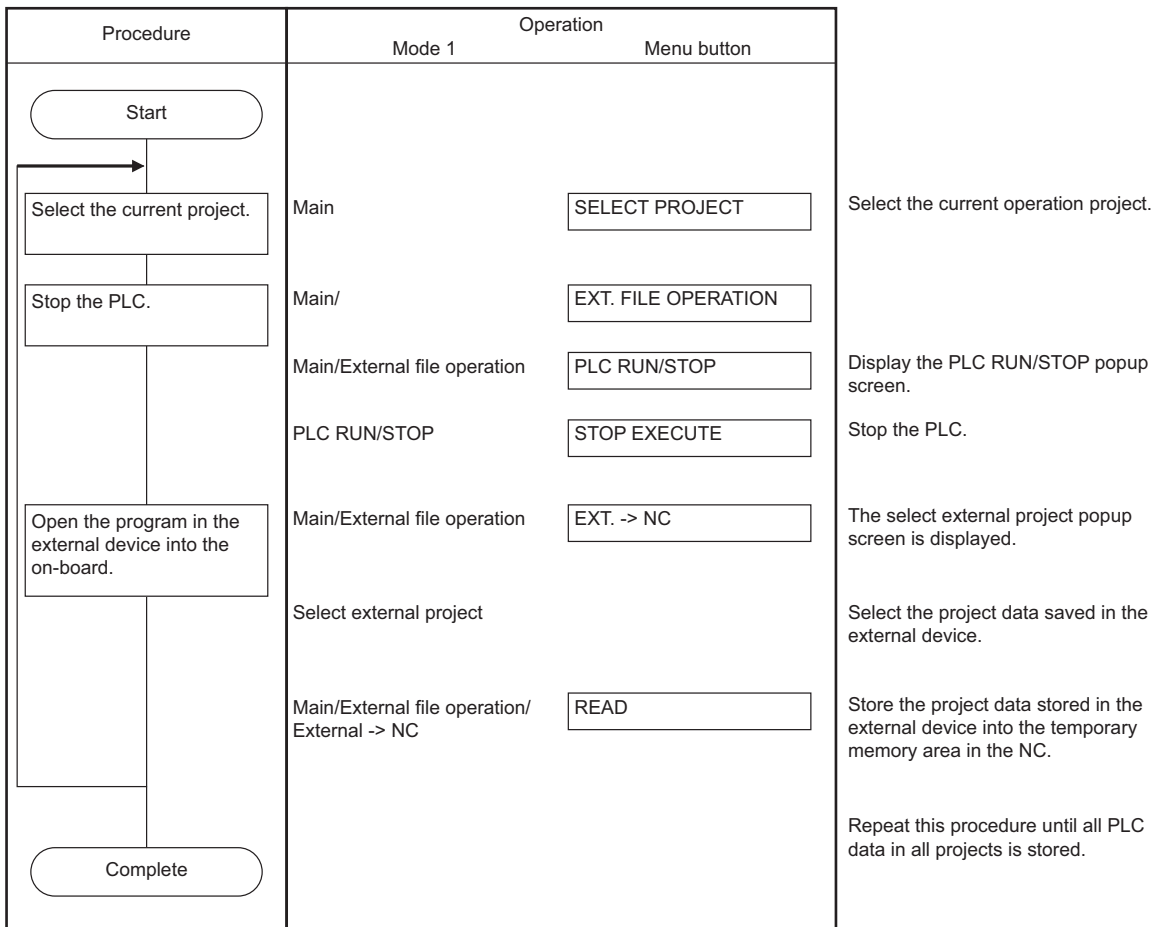 Procedure
Operation
Mode 1
Menu button
Start
Select the current project.
Main
SELECT PROJECT
Select the current operation project.
Stop the PLC.
Main/
EXT. FILE OPERATION
Main/External file operation
PLC RUN/STOP
Display the PLC RUN/STOP popup
screen.
PLC RUN/STOP
STOP EXECUTE
Stop the PLC.
Open the program in the
external device into the
on-board.
Main/External file operation
EXT. -> NC
The select external project popup
screen is displayed.
Select external project
Select the project data saved in the
external device.
Main/External file operation/
External -> NC
READ
Store the project data stored in the
external device into the temporary
memory area in the NC.
Repeat this procedure until all PLC
data in all projects is stored.
Complete